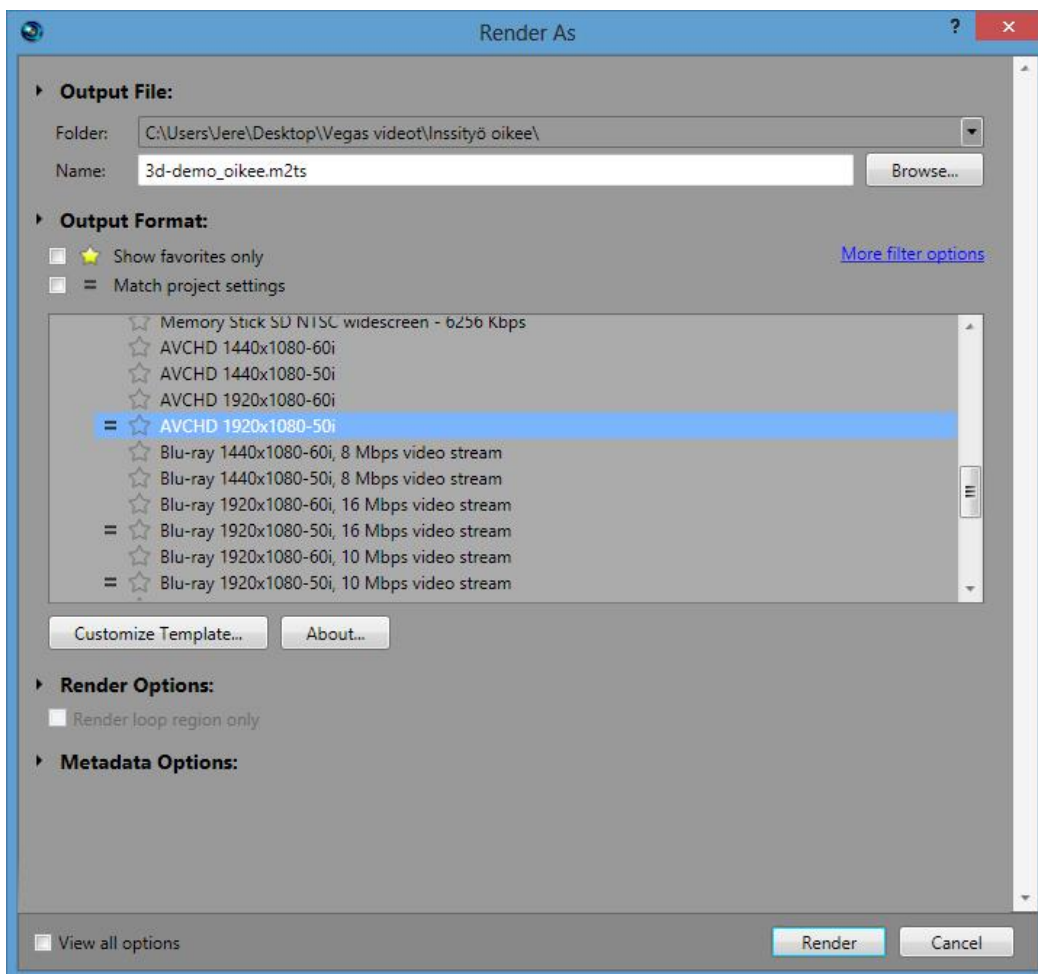 Render As
Output File:
Folder: C:\Users\Jere\Desktop\Vegas videot\Inssityö oikee\
Name: 3d-demo_oikee.m2ts Browse...
Output Format:
Show favorites only More filter options
= Match project settings
Memory Stick SD NTSC widescreen - 6256 Kbps
AVCHD 1440x1080-60i
AVCHD 1440x1080-50i
AVCHD 1920x1080-60i
= AVCHD 1920x1080-50i
Blu-ray 1440x1080-60i, 8 Mbps video stream
Blu-ray 1440x1080-50i, 8 Mbps video stream
Blu-ray 1920x1080-60i, 16 Mbps video stream
= Blu-ray 1920x1080-50i, 16 Mbps video stream
Blu-ray 1920x1080-60i, 10 Mbps video stream
= Blu-ray 1920x1080-50i, 10 Mbps video stream
Customize Template... About...
Render Options:
Render loop region only
Metadata Options:
View all options Render Cancel